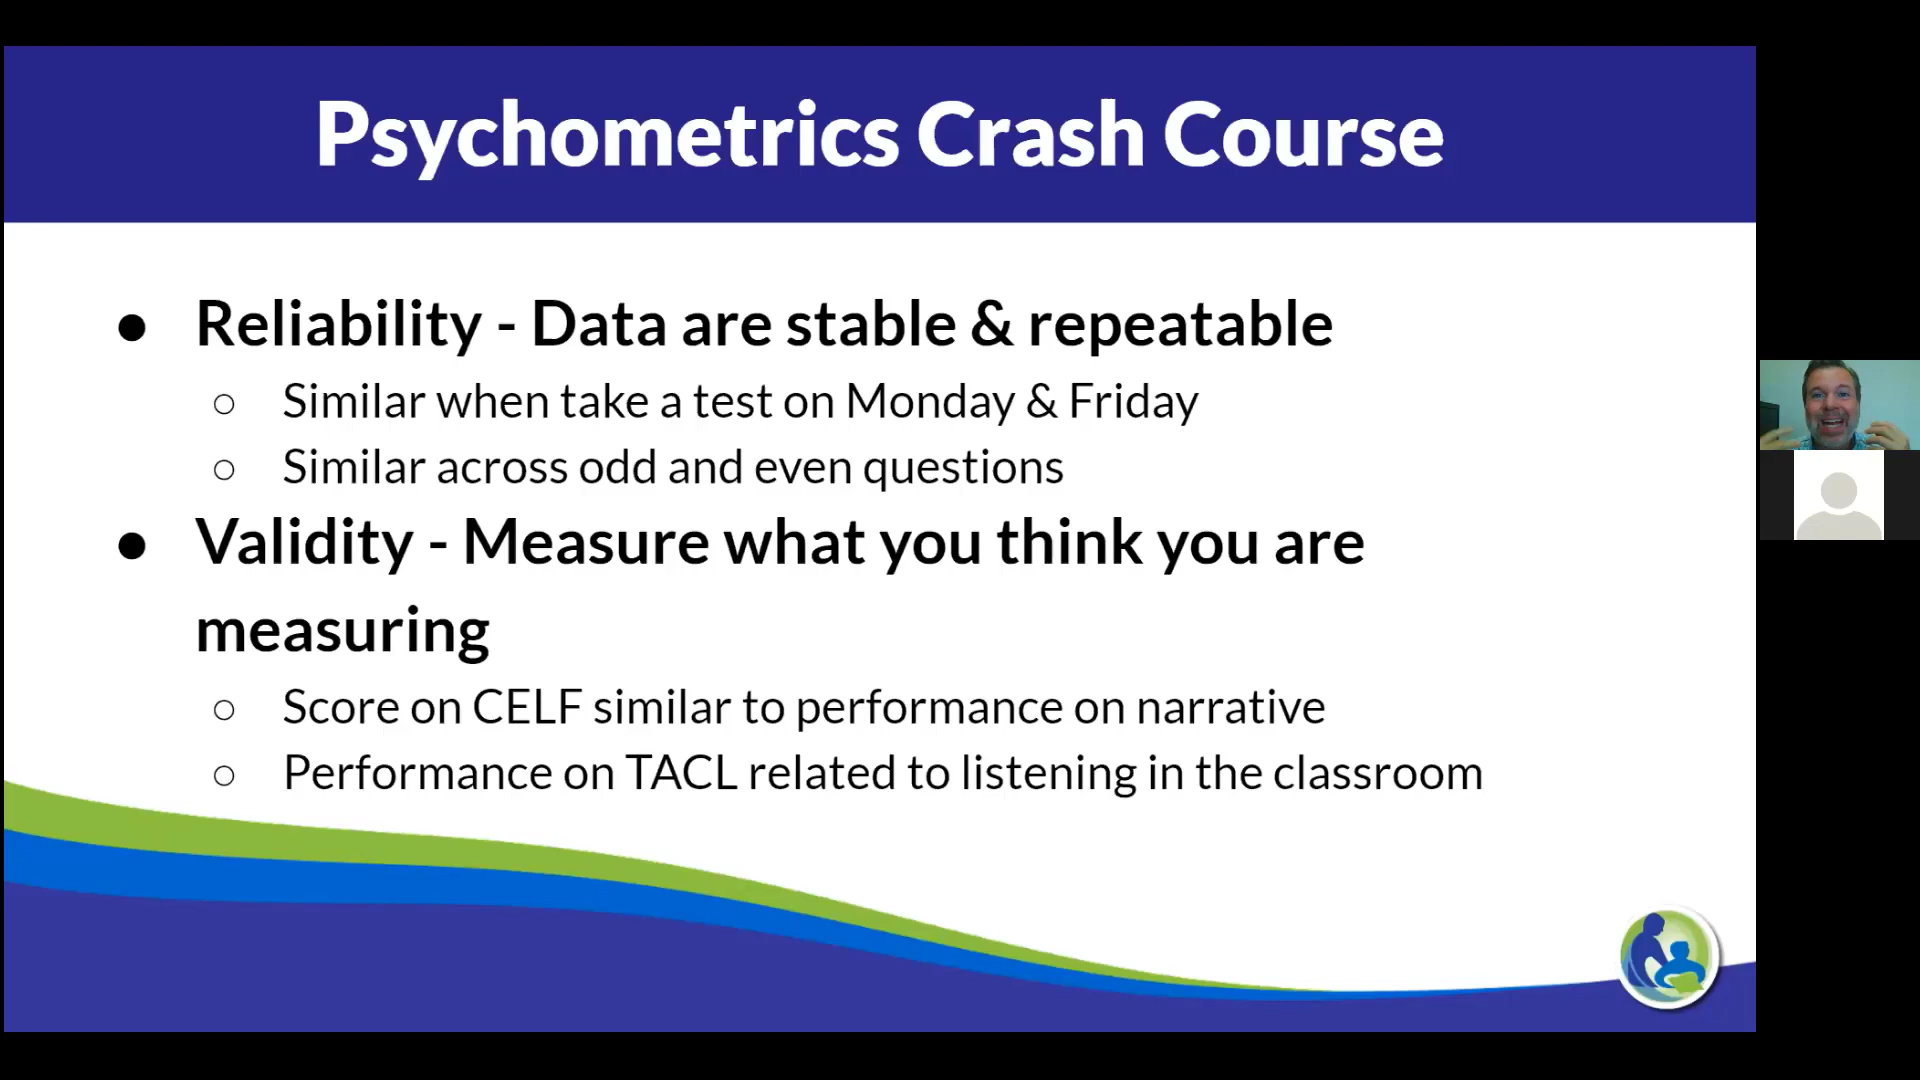 Psychometrics Crash Course
● Reliability - Data are stable & repeatable
○ Similar when take a test on Monday & Friday
○ Similar across odd and even questions
● Validity - Measure what you think you are
measuring
○ Score on CELF similar to performance on narrative
○ Performance on TACL related to listening in the classroom